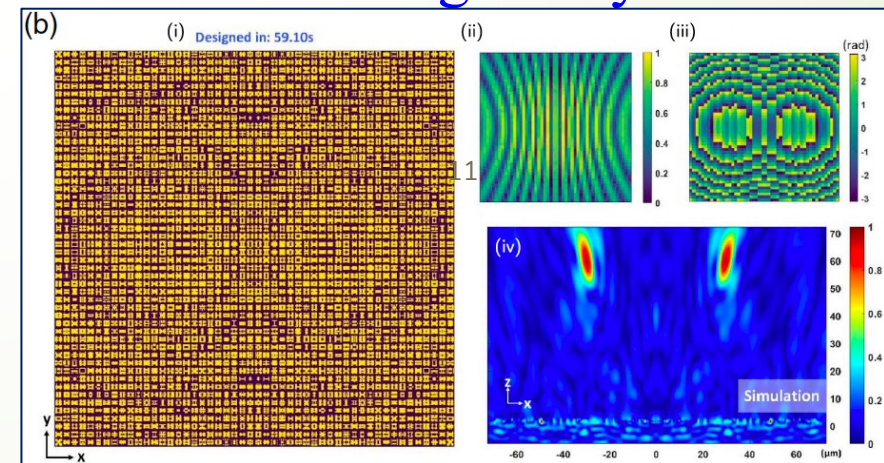 (b)
(i)
Designed in: 59.10s
(ii)
(iii)
(rad)
1
0.8
0.6
0.4
0.2
0
3
2
1
0
-1
-2
-3
11
(iv)
70
60
50
40
30
20
10
0
1
0.8
0.6
0.4
0.2
0
z
x
Simulation
-60 -40 -20 0 20 40 60 (μm)
y
x